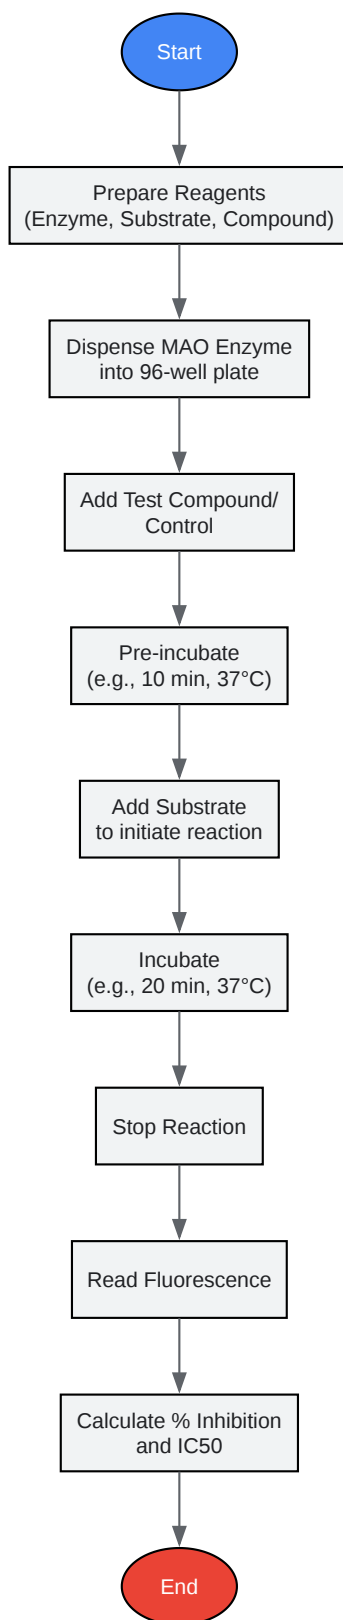 Start
Prepare Reagents
(Enzyme, Substrate, Compound)
Dispense MAO Enzyme
into 96-well plate
Add Test Compound/
Control
Pre-incubate
(e.g., 10 min, 37°C)
Add Substrate
to initiate reaction
Incubate
(e.g., 20 min, 37°C)
Stop Reaction
Read Fluorescence
Calculate % Inhibition
and IC50
End